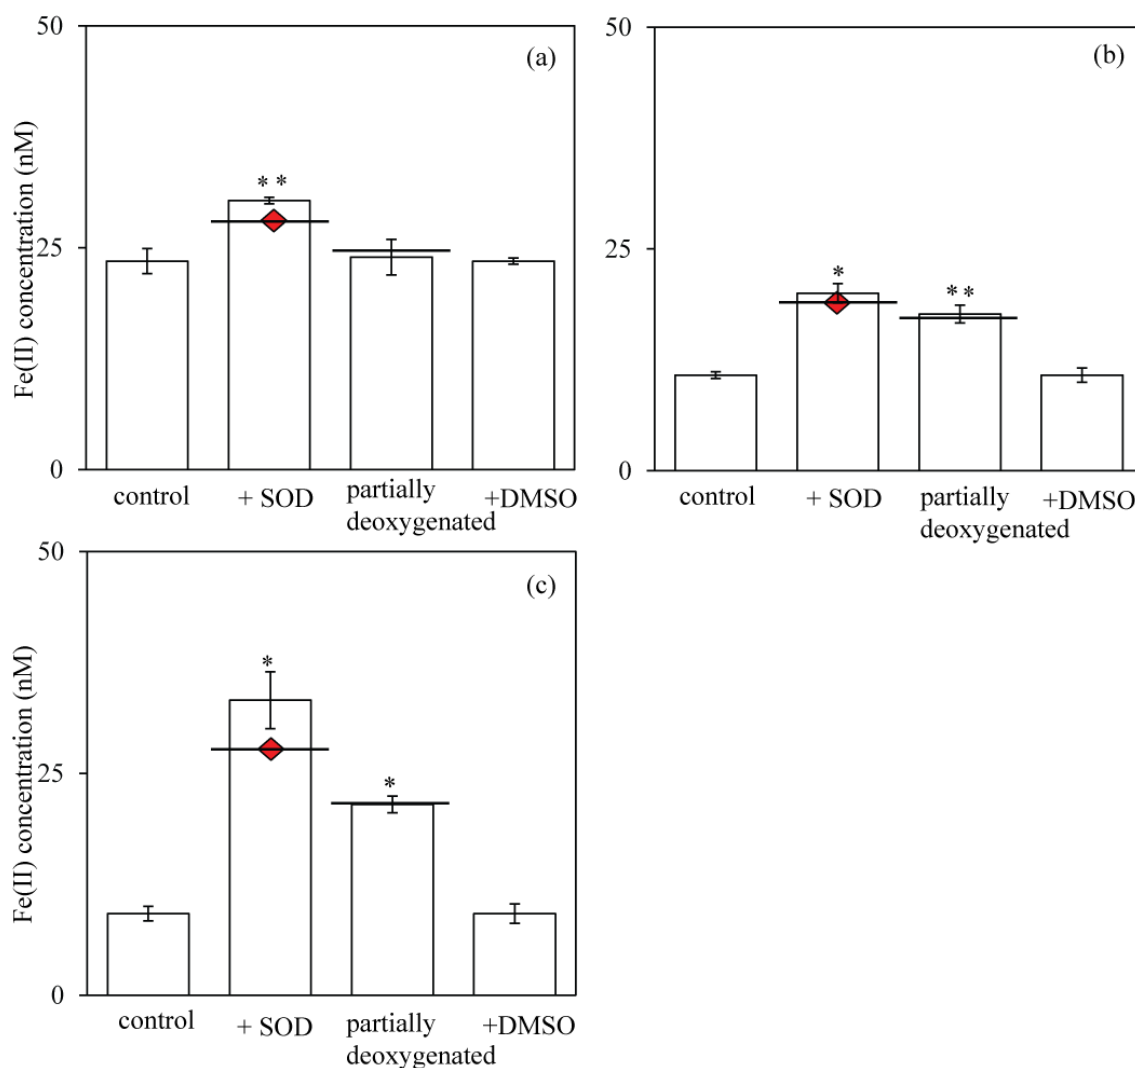 50
(a)
Fe(II) concentration (nM)
* *
25
0
control
+ SOD
partially
deoxygenated
+DMSO
50
(b)
*
* *
25
0
control
+ SOD
partially
deoxygenated
+DMSO
50
(c)
Fe(II) concentration (nM)
*
*
25
0
control
+ SOD
partially
deoxygenated
+DMSO